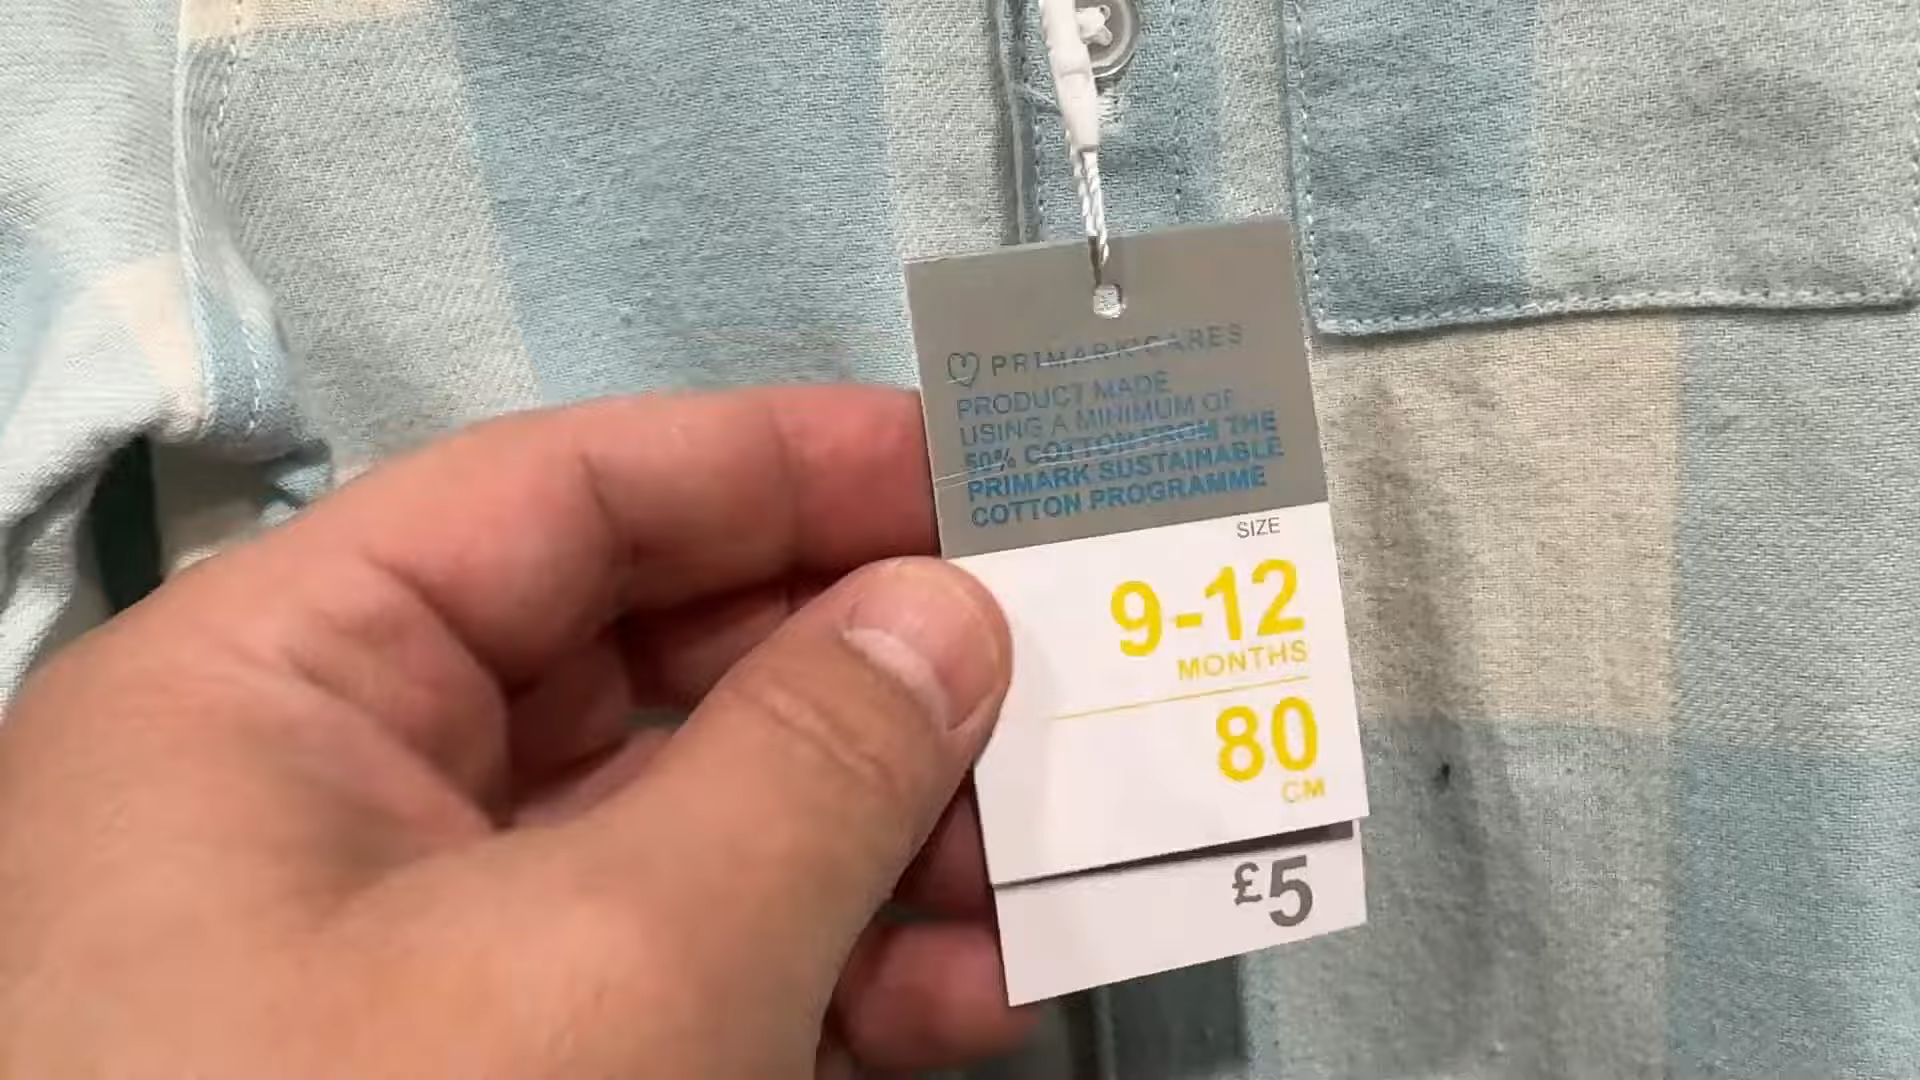 PRIMARK CARES
PRODUCT MADE
USING A MINIMUM OF
50% COTTON FROM THE
PRIMARK SUSTAINABLE
COTTON PROGRAMME
SIZE
9-12
MONTHS
80
CM
£5